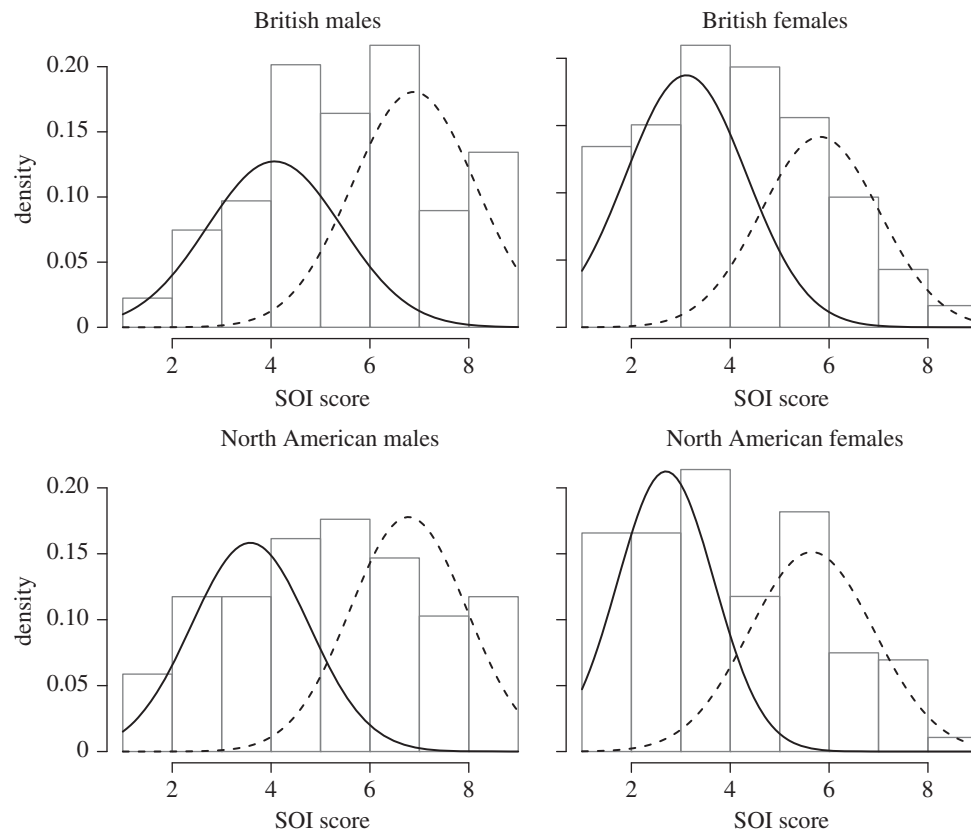 British males
British females
0.20
0.15
0.10
0.05
0
density
2 4 6 8
2 4 6 8
SOI score
SOI score
North American males
North American females
0.20
0.15
0.10
0.05
0
density
2 4 6 8
2 4 6 8
SOI score
SOI score